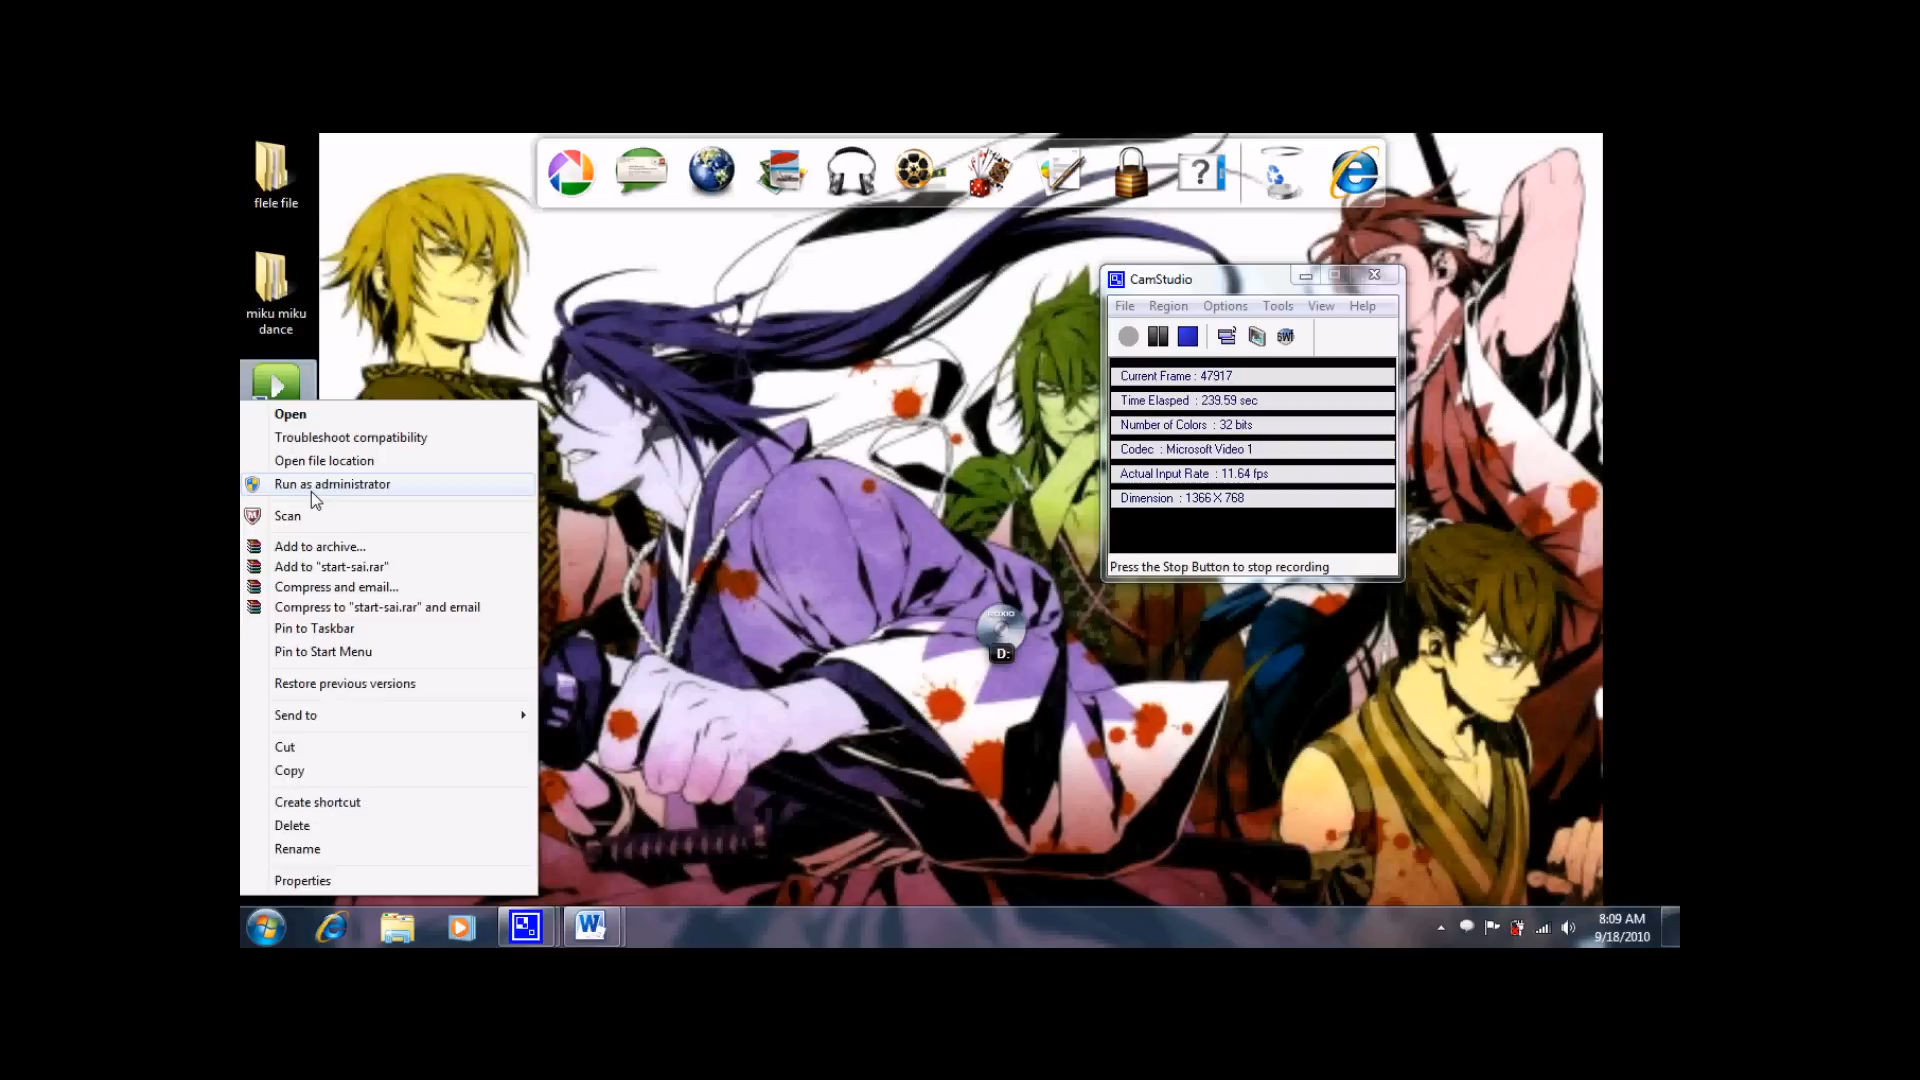 flele file
miku miku
dance
Open
Troubleshoot compatibility
Open file location
Run as administrator
Scan
Add to archive...
Add to "start-sai.rar"
Compress and email...
Compress to "start-sai.rar" and email
Pin to Taskbar
Pin to Start Menu
Restore previous versions
Send to
Cut
Copy
Create shortcut
Delete
Rename
Properties
CamStudio
File Region Options Tools View Help
SWF
Current Frame : 47917
Time Elasped : 239.59 sec
Number of Colors : 32 bits
Codec : Microsoft Video 1
Actual Input Rate : 11.64 fps
Dimension : 1366 X 768
Press the Stop Button to stop recording
ROXIO
D:
8:09 AM
9/18/2010